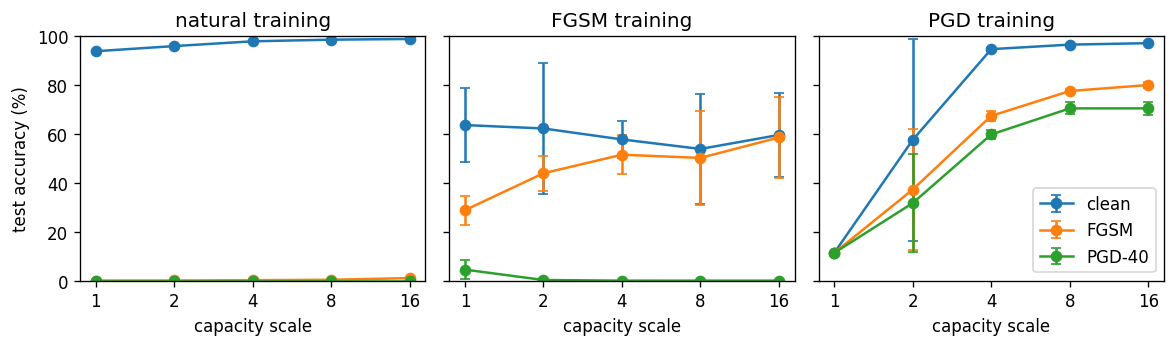 natural training
FGSM training
PGD training
test accuracy (%)
100
80
60
40
20
0
1 2 4 8 16
1 2 4 8 16
1 2 4 8 16
capacity scale
capacity scale
capacity scale
clean
FGSM
PGD-40